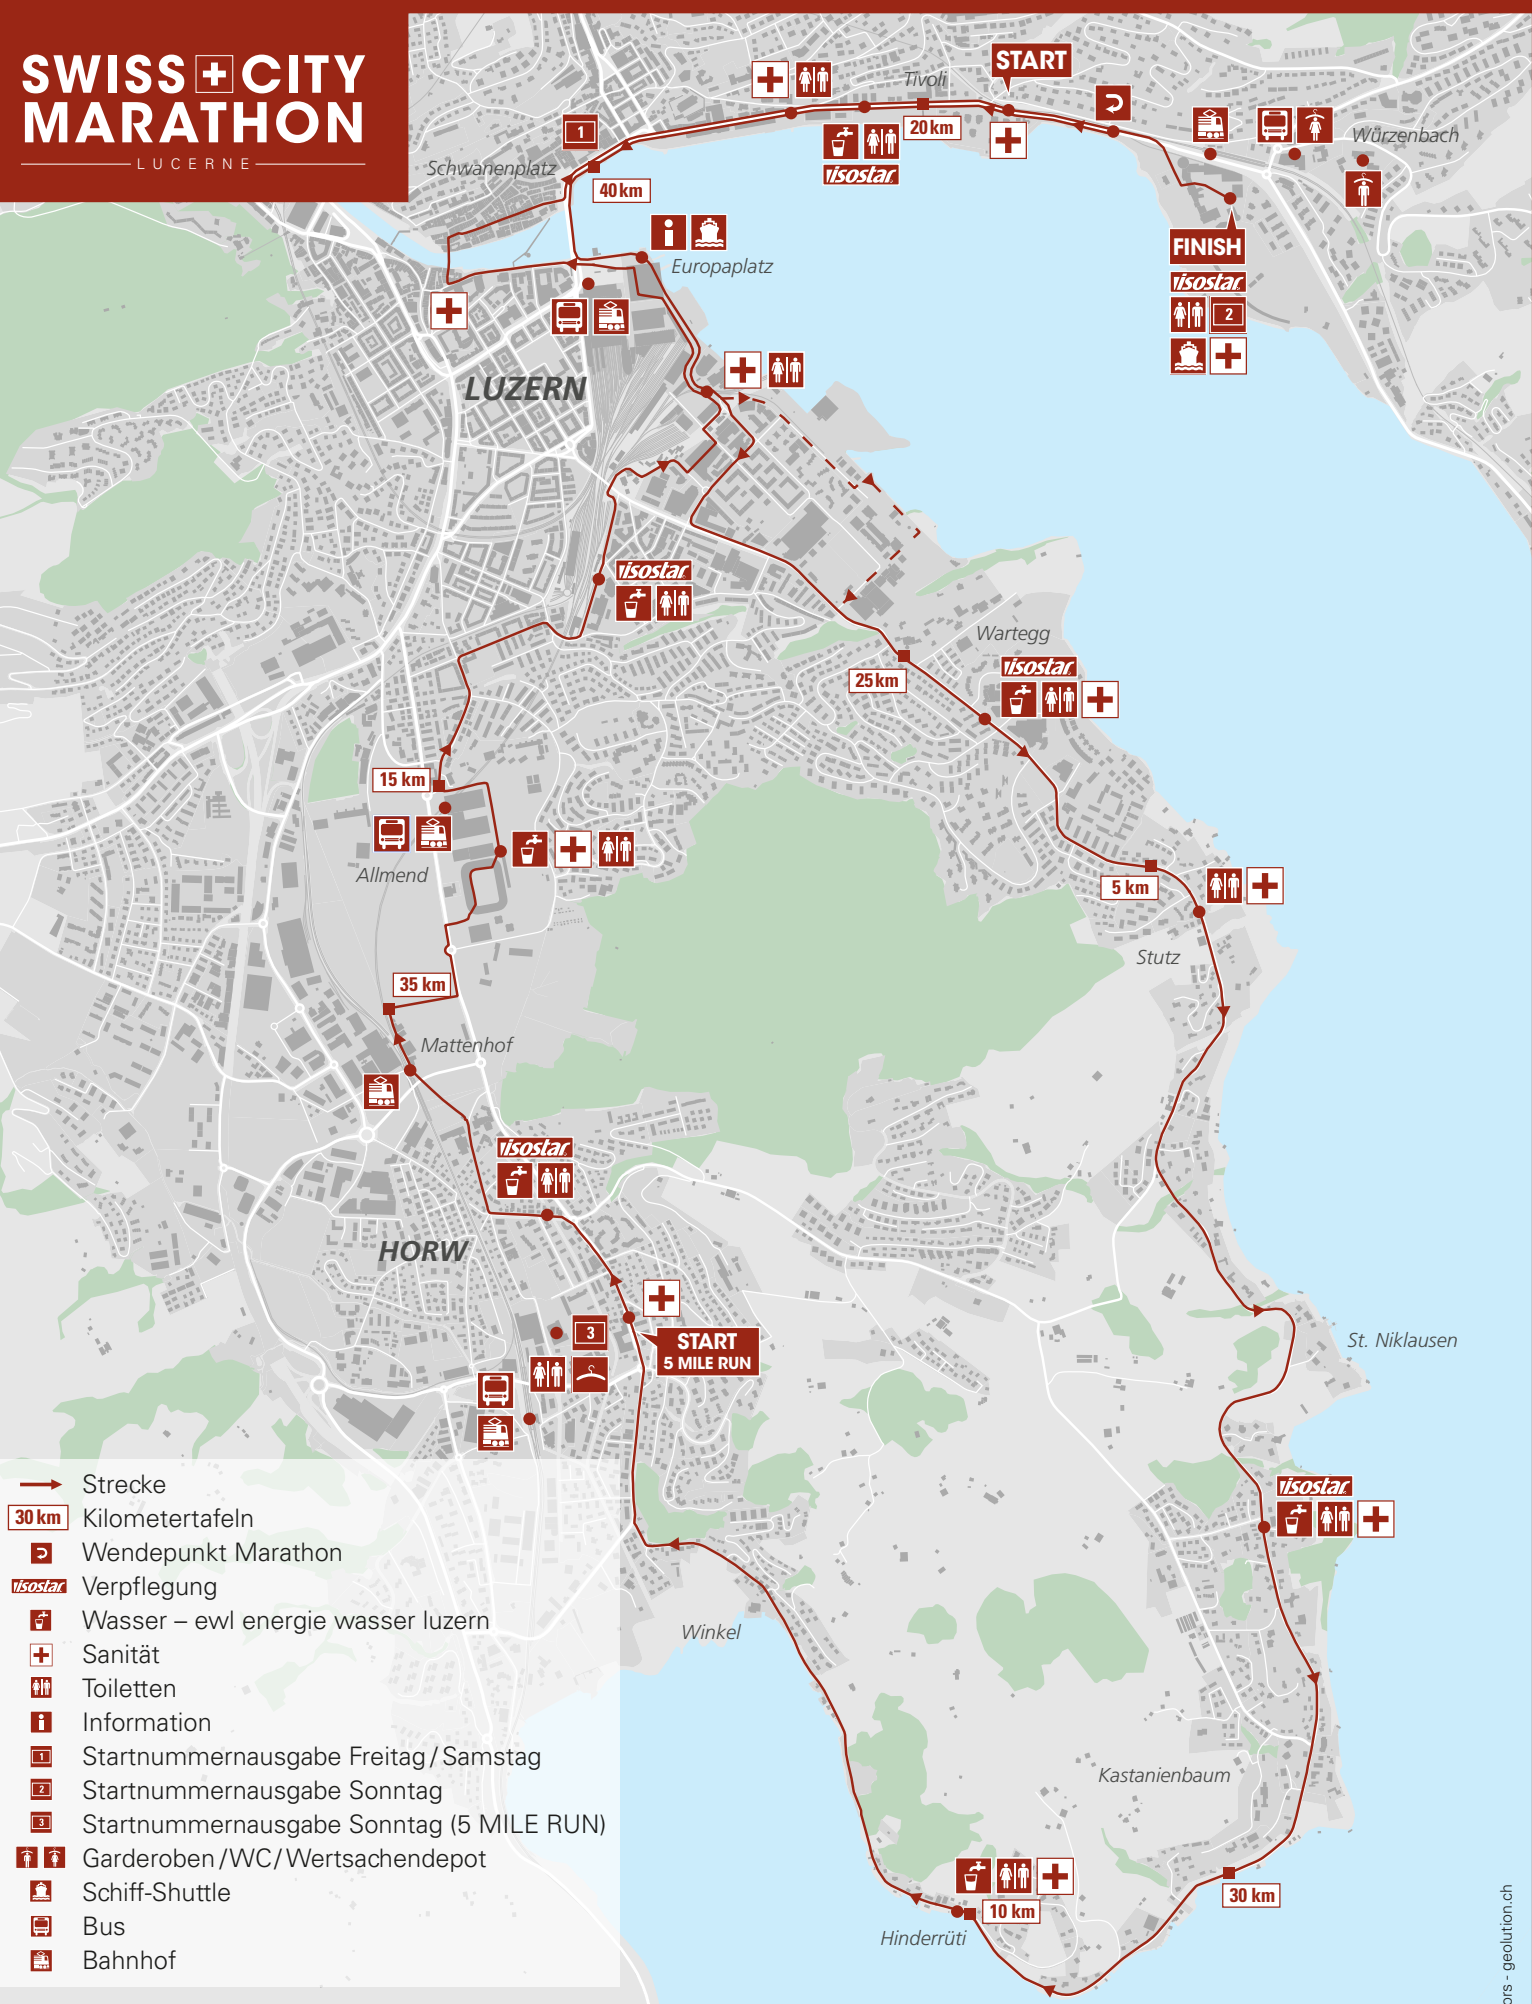 SWISS CITY
MARATHON
LUCERNE
START
Tivoli
20 km
isostar
1
Schwanenplatz
40 km
Würzenbach
FINISH
isostar
2
Europaplatz
LUZERN
isostar
Wartegg
isostar
25 km
15 km
Allmend
5 km
Stutz
35 km
Mattenhof
isostar
HORW
3
START
5 MILE RUN
St. Niklausen
isostar
Winkel
Kastanienbaum
30 km
10 km
Hinderrüti
Strecke
30 km Kilometertafeln
Wendepunkt Marathon
isostar Verpflegung
Wasser – ewl energie wasser luzern
Sanität
Toiletten
Information
1 Startnummernausgabe Freitag / Samstag
2 Startnummernausgabe Sonntag
3 Startnummernausgabe Sonntag (5 MILE RUN)
Garderoben / WC / Wertsachendepot
Schiff-Shuttle
Bus
Bahnhof
- geolution.ch